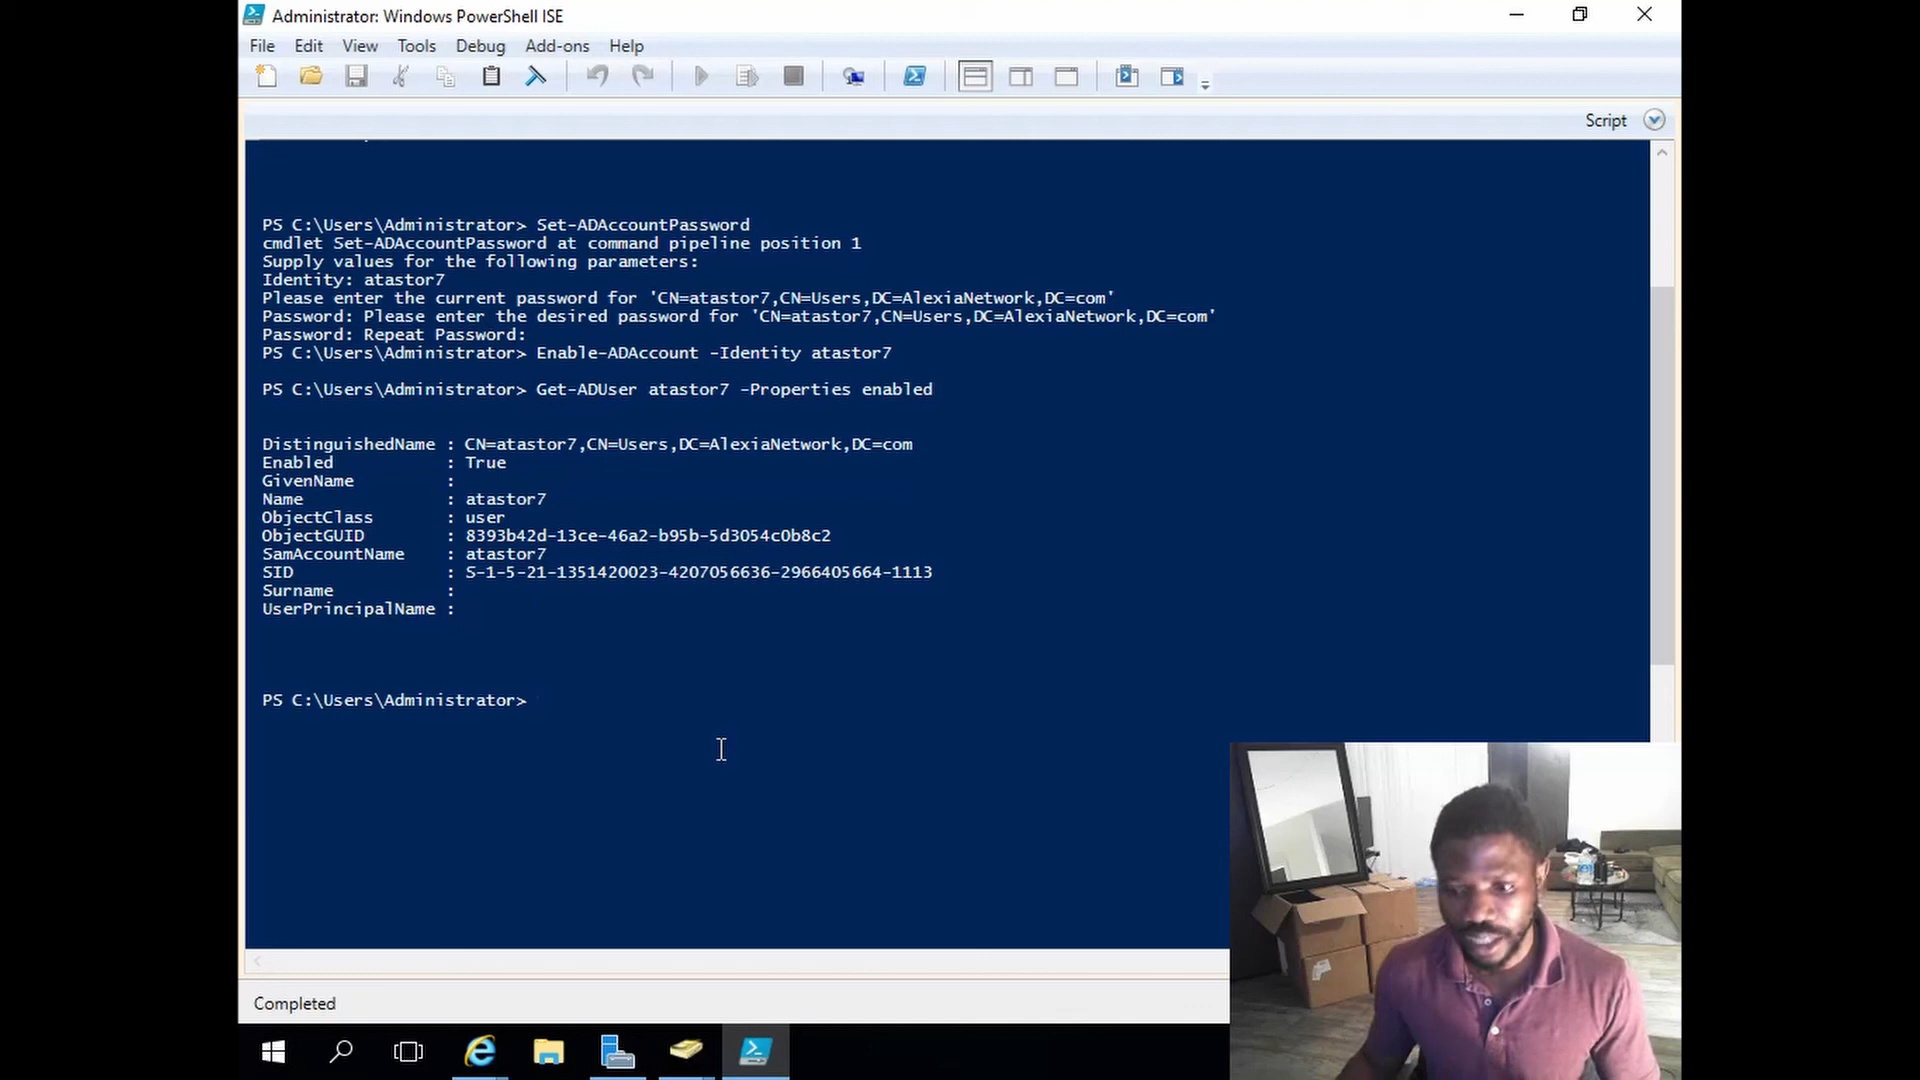 Administrator: Windows PowerShell ISE
File Edit View Tools Debug Add-ons Help
Script
PS C:\Users\Administrator> Set-ADAccountPassword
cmdlet Set-ADAccountPassword at command pipeline position 1
Supply values for the following parameters:
Identity: atastor7
Please enter the current password for 'CN=atastor7,CN=Users,DC=AlexiaNetwork,DC=com'
Password: Please enter the desired password for 'CN=atastor7,CN=Users,DC=AlexiaNetwork,DC=com'
Password: Repeat Password:
PS C:\Users\Administrator> Enable-ADAccount -Identity atastor7
PS C:\Users\Administrator> Get-ADUser atastor7 -Properties enabled
DistinguishedName : CN=atastor7,CN=Users,DC=AlexiaNetwork,DC=com
Enabled : True
GivenName :
Name : atastor7
ObjectClass : user
ObjectGUID : 8393b42d-13ce-46a2-b95b-5d3054c0b8c2
SamAccountName : atastor7
SID : S-1-5-21-1351420023-4207056636-2966405664-1113
Surname :
UserPrincipalName :
PS C:\Users\Administrator>
Completed